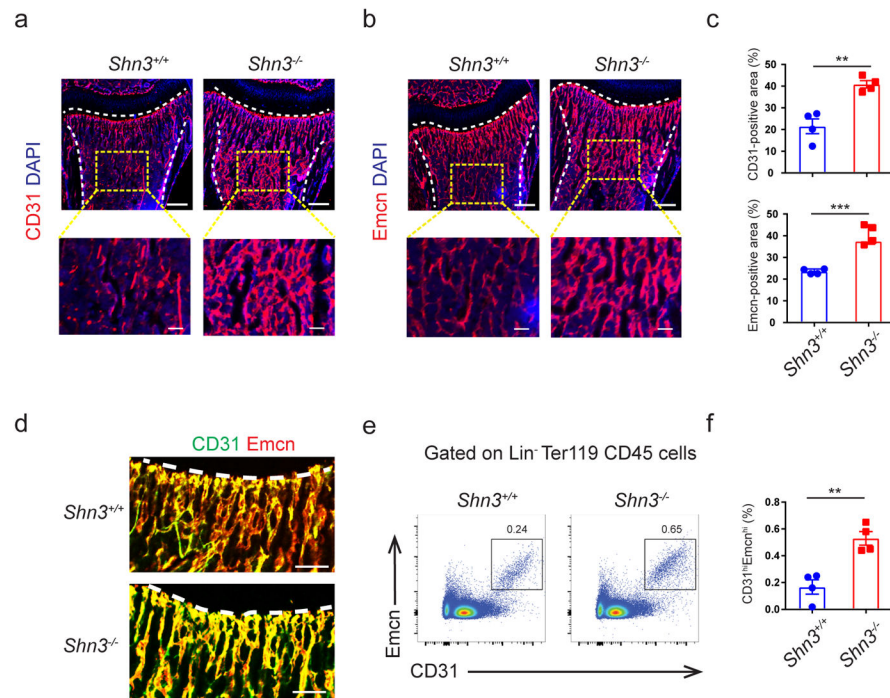 a
Shn3+/+ Shn3-/-
CD31 DAPI
b
Shn3+/+ Shn3-/-
Emcn DAPI
c
CD31-positive area (%)
50
40
30
20
10
0
**
Emcn-positive area (%)
50
40
30
20
10
0
***
Shn3+/+ Shn3-/-
d
CD31 Emcn
Shn3+/+
Shn3-/-
e
Gated on Lin- Ter119 CD45 cells
Shn3+/+ Shn3-/-
0.24 0.65
Emcn
CD31
f
CD31hiEmcnhi (%)
0.8
0.6
0.4
0.2
0.0
**
Shn3+/+ Shn3-/-